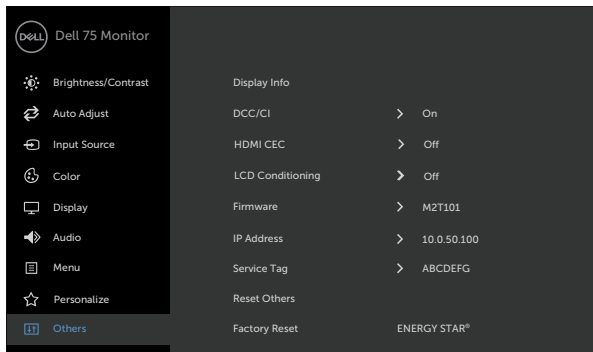 DELL Dell 75 Monitor
Brightness/Contrast Display Info
Auto Adjust DCC/CI On
Input Source HDMI CEC Off
Color LCD Conditioning Off
Display Firmware M2T101
Audio IP Address 10.0.50.100
Menu Service Tag ABCDEFG
Personalize Reset Others
Others Factory Reset ENERGY STAR®